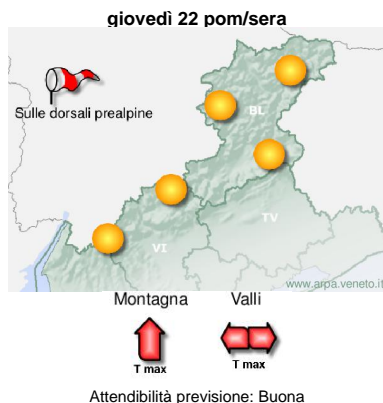 giovedì 22 pom/sera
Sulle dorsali prealpine
BL
TV
VI
www.arpa.veneto.it
Montagna Valli
T max T max
Attendibilità previsione: Buona